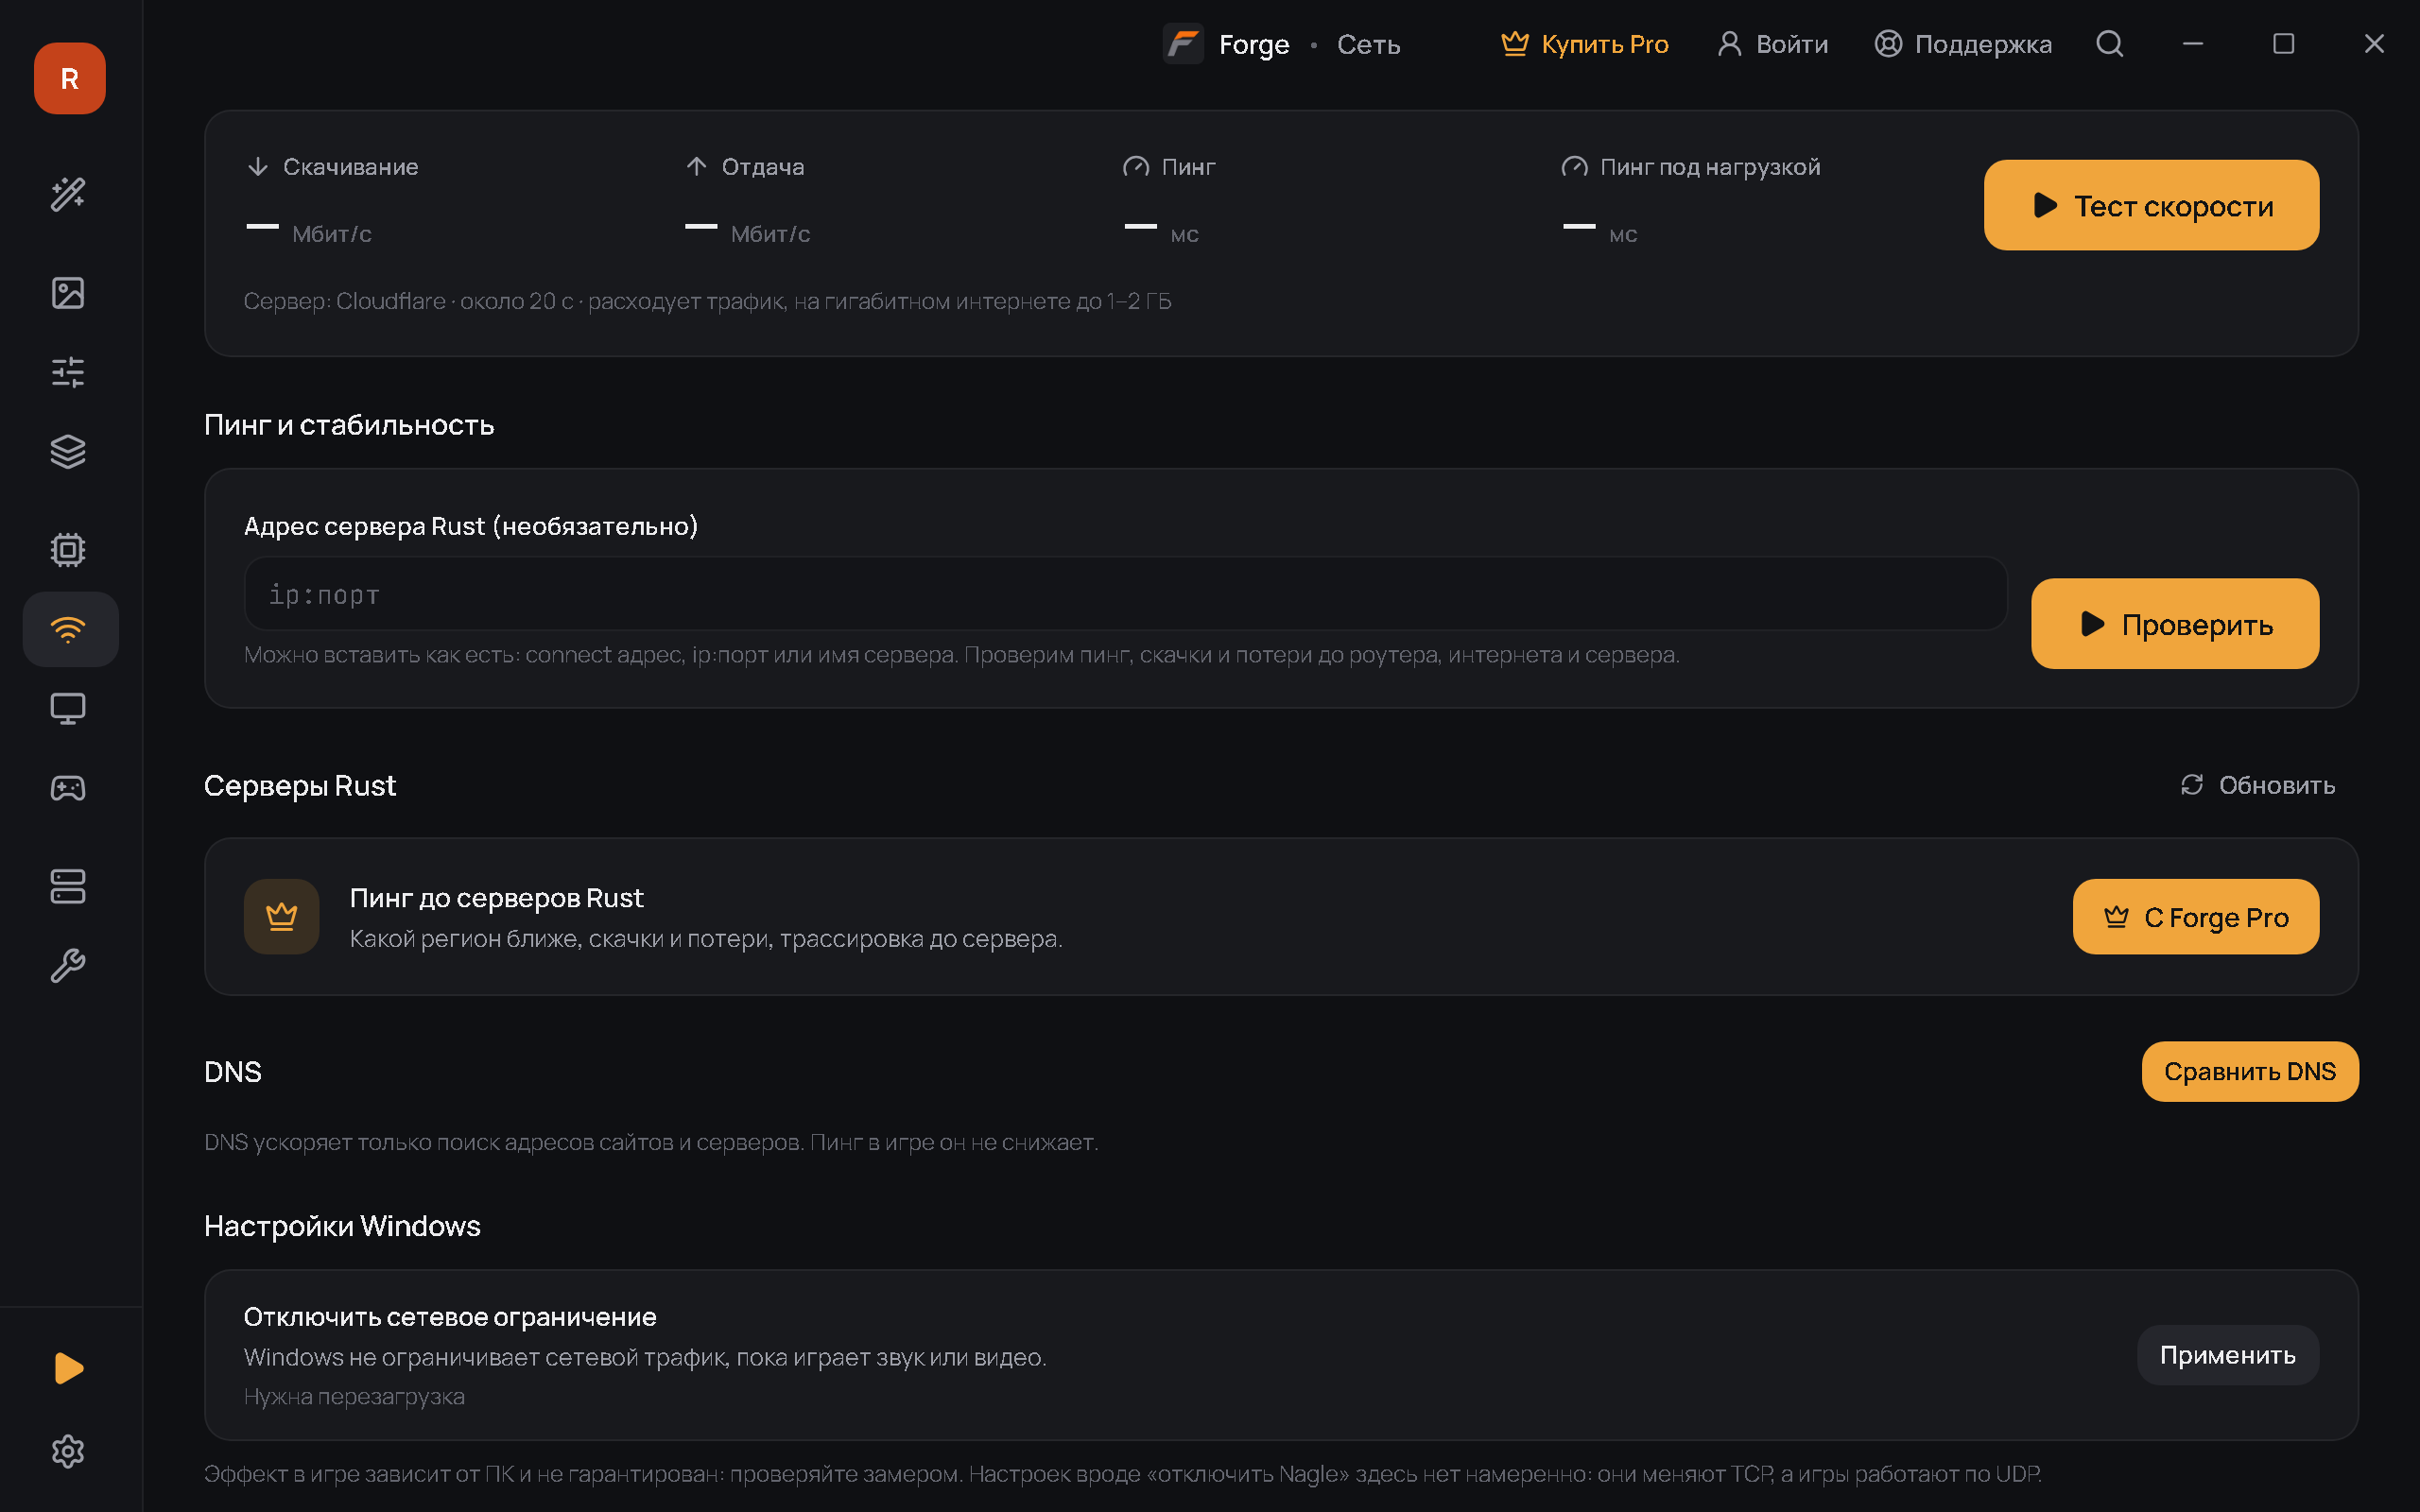 R
Forge • Сеть
Купить Pro
Войти
Поддержка
Скачивание
— Мбит/с
Отдача
— Мбит/с
Пинг
— мс
Пинг под нагрузкой
— мс
Тест скорости
Сервер: Cloudflare · около 20 с · расходует трафик, на гигабитном интернете до 1–2 ГБ
Пинг и стабильность
Адрес сервера Rust (необязательно)
ip:порт
Проверить
Можно вставить как есть: connect адрес, ip:порт или имя сервера. Проверим пинг, скачки и потери до роутера, интернета и сервера.
Серверы Rust
Обновить
Пинг до серверов Rust
Какой регион ближе, скачки и потери, трассировка до сервера.
С Forge Pro
DNS
Сравнить DNS
DNS ускоряет только поиск адресов сайтов и серверов. Пинг в игре он не снижает.
Настройки Windows
Отключить сетевое ограничение
Windows не ограничивает сетевой трафик, пока играет звук или видео.
Нужна перезагрузка
Применить
Эффект в игре зависит от ПК и не гарантирован: проверяйте замером. Настроек вроде «отключить Nagle» здесь нет намеренно: они меняют TCP, а игры работают по UDP.